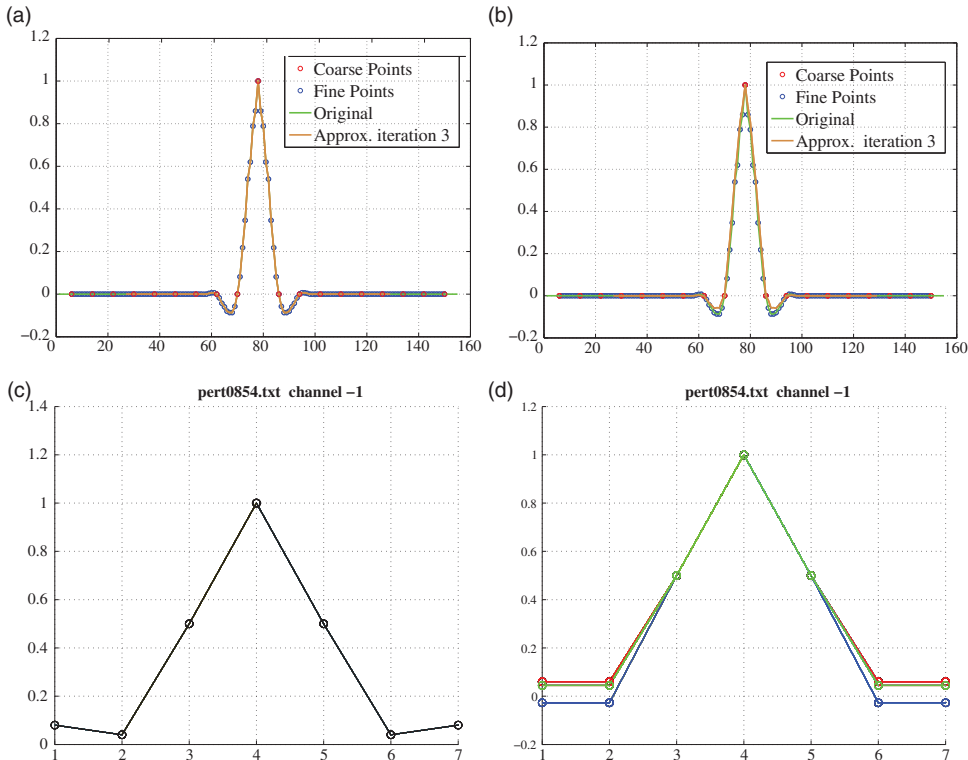 (a)
1.2
1
0.8
0.6
0.4
0.2
0
−0.2
0 20 40 60 80 100 120 140 160
Coarse Points
Fine Points
Original
Approx. iteration 3
(b)
1.2
1
0.8
0.6
0.4
0.2
0
−0.2
0 20 40 60 80 100 120 140 160
Coarse Points
Fine Points
Original
Approx. iteration 3
(c)
pert0854.txt channel −1
1.4
1.2
1
0.8
0.6
0.4
0.2
0
1 2 3 4 5 6 7
(d)
pert0854.txt channel −1
1.2
1
0.8
0.6
0.4
0.2
0
−0.2
1 2 3 4 5 6 7